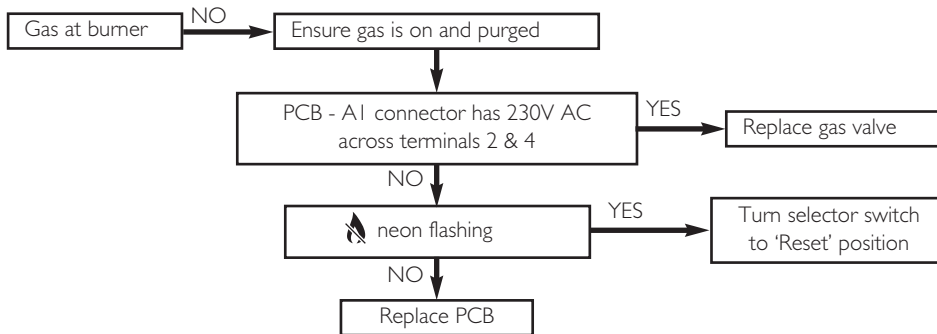 Gas at burner
NO
Ensure gas is on and purged
PCB - A1 connector has 230V AC
across terminals 2 & 4
YES
Replace gas valve
NO
neon flashing
YES
Turn selector switch
to ‘Reset’ position
NO
Replace PCB